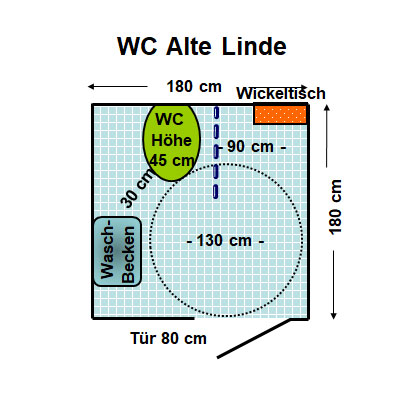 WC Alte Linde
180 cm
Wickeltisch
WC
Höhe
45 cm
- 90 cm -
30 cm
180 cm
Wasch-
Becken
- 130 cm -
Tür 80 cm